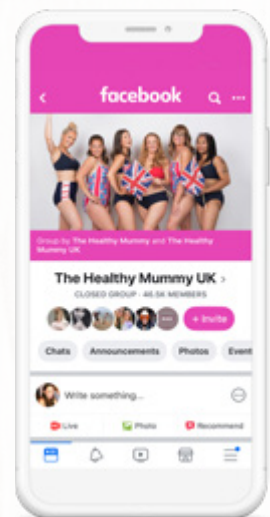 facebook
Group by The Healthy Mummy and The Healthy
Mummy UK
The Healthy Mummy UK >
CLOSED GROUP · 46.5K MEMBERS
+ Invite
Chats
Announcements
Photos
Event
Write something...
Live
Photo
Recommend